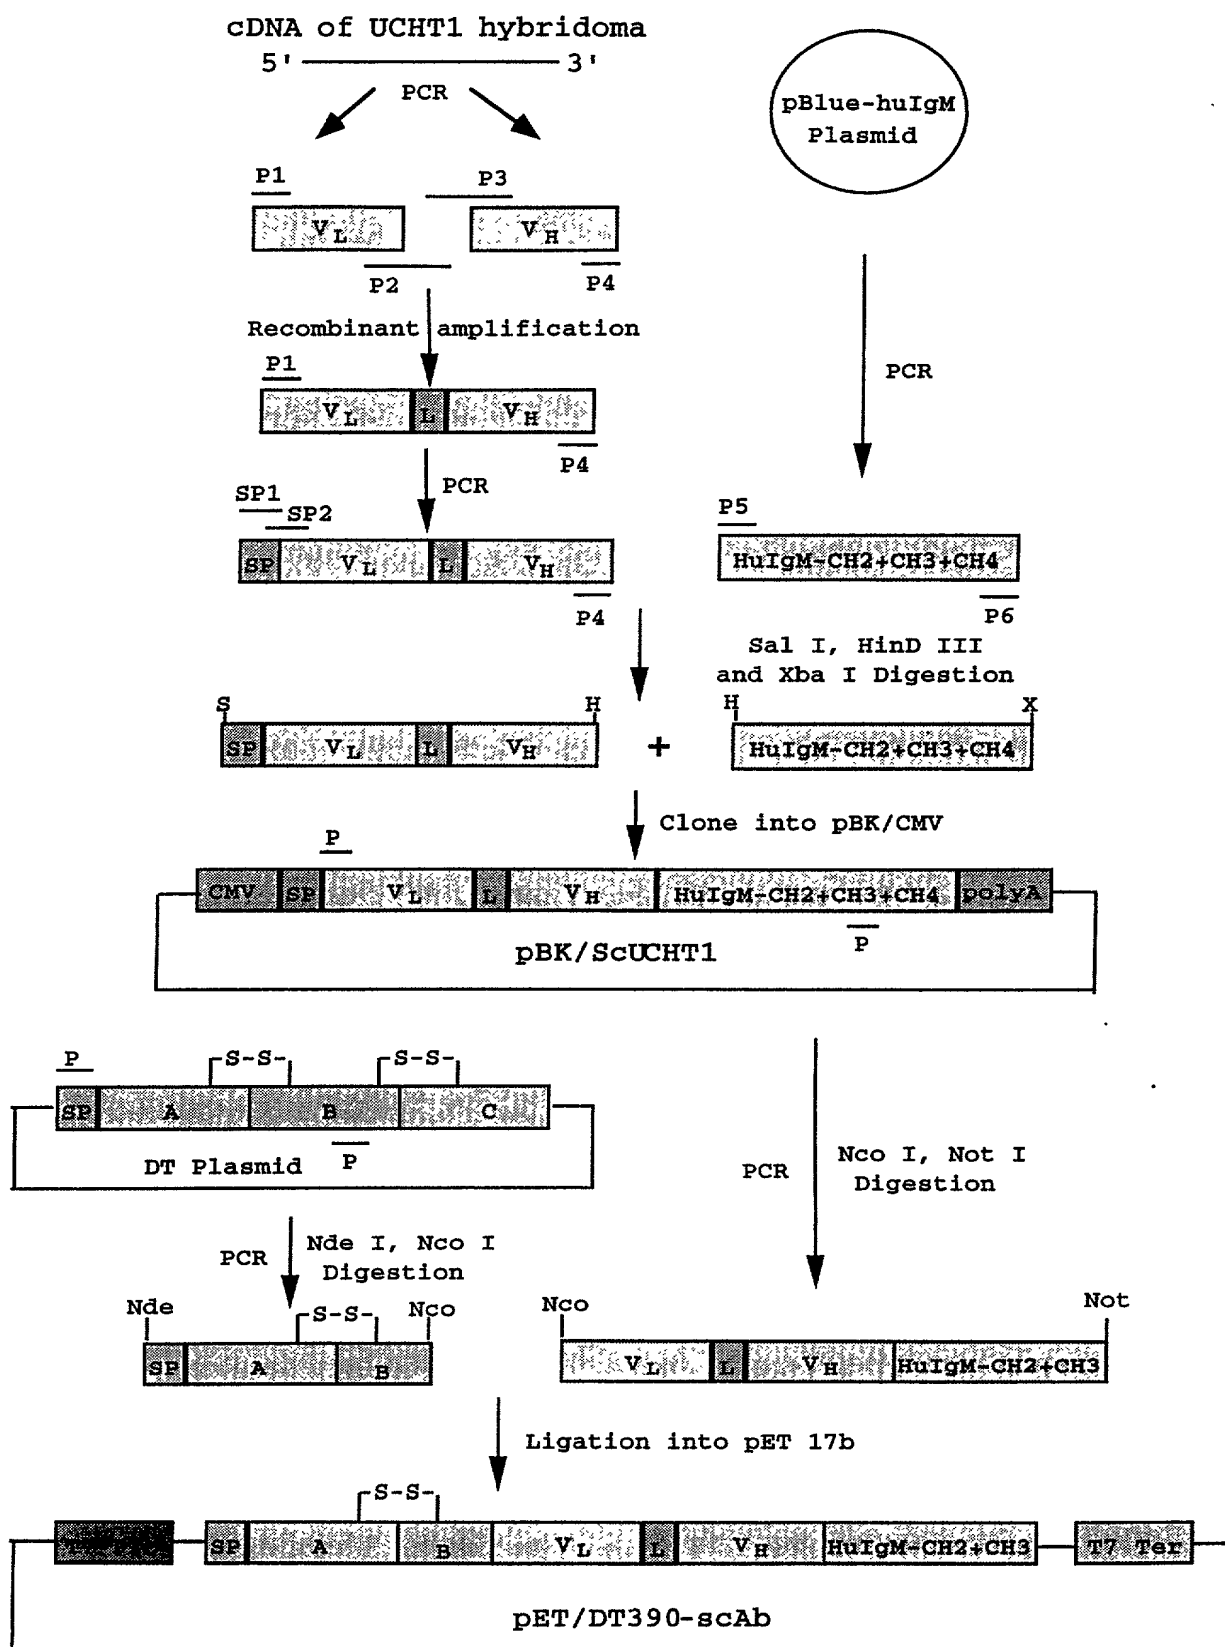 cDNA of UCHT1 hybridoma
5' 3'
PCR
pBlue-huIgM
Plasmid
P1 P3
VL VH
P2 P4
Recombinant amplification
P1
VL L VH
P4
PCR
PCR
SP1
SP2
SP VL L VH
P4
P5
HuIgM-CH2+CH3+CH4
P6
Sal I, HinD III
and Xba I Digestion
S H
SP VL L VH
+
H X
HuIgM-CH2+CH3+CH4
Clone into pBK/CMV
P
CMV SP VL L VH HuIgM-CH2+CH3+CH4 polyA
P
pBK/ScUCHT1
P
S-S- S-S-
SP A B C
DT Plasmid P
PCR
Nde I, Nco I
Digestion
PCR
Nco I, Not I
Digestion
Nde S-S- Nco
SP A B
Nco Not
VL L VH HuIgM-CH2+CH3
Ligation into pET 17b
S-S-
SP A B VL L VH HuIgM-CH2+CH3 T7 Ter
pET/DT390-scAb